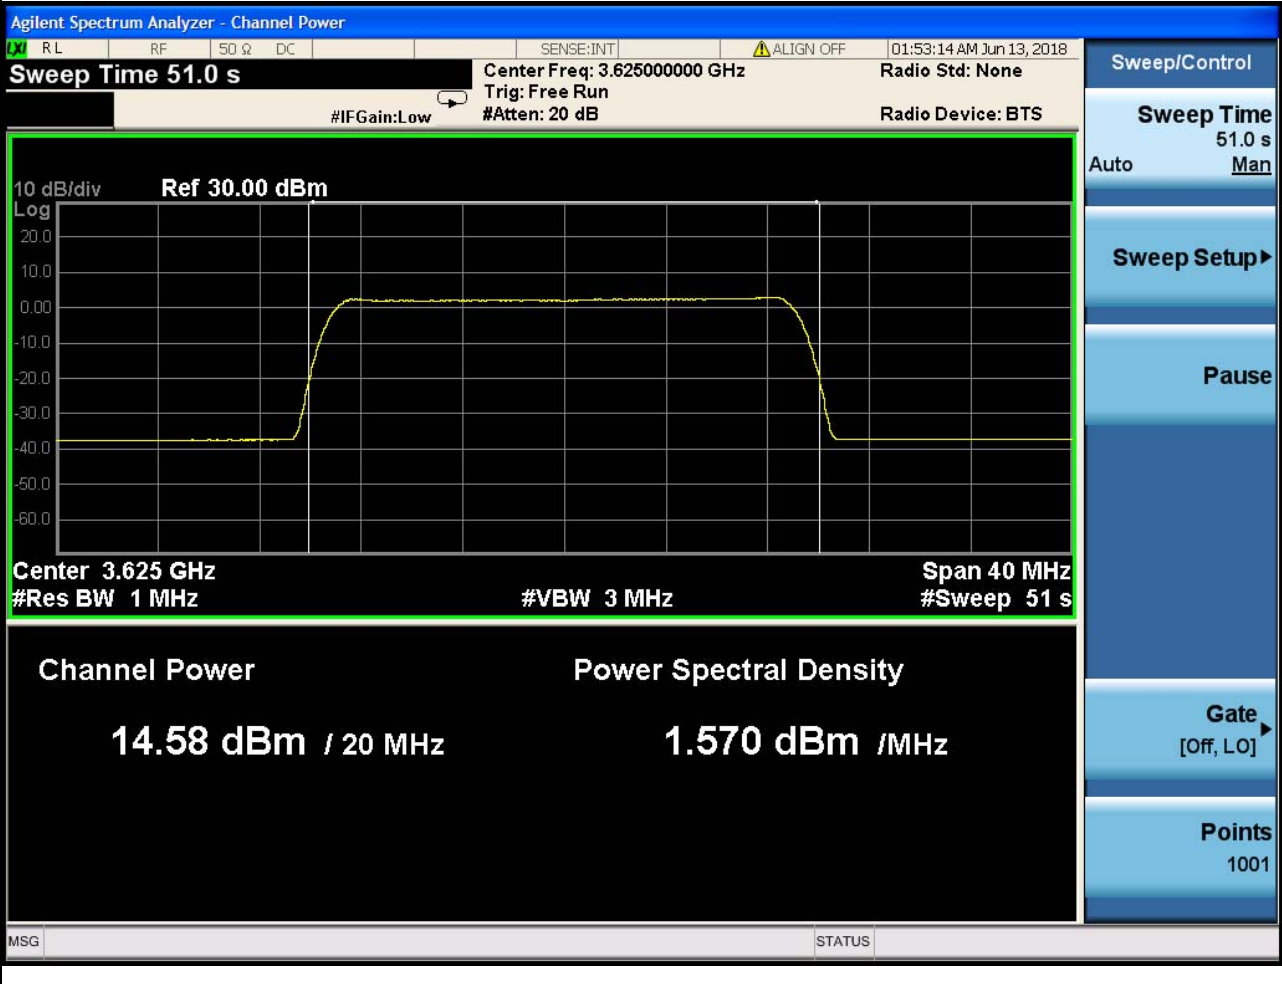 Agilent Spectrum Analyzer - Channel Power
LXI RL RF 50 Ω DC SENSE:INT ALIGN OFF 01:53:14 AM Jun 13, 2018
Sweep Time 51.0 s
Center Freq: 3.625000000 GHz
Radio Std: None
Trig: Free Run
#IFGain:Low
#Atten: 20 dB
Radio Device: BTS
10 dB/div Ref 30.00 dBm
Log
20.0
10.0
0.00
-10.0
-20.0
-30.0
-40.0
-50.0
-60.0
Center 3.625 GHz Span 40 MHz
#Res BW 1 MHz #VBW 3 MHz #Sweep 51 s
Channel Power
14.58 dBm / 20 MHz
Power Spectral Density
1.570 dBm /MHz
Sweep/Control
Sweep Time
51.0 s
Auto Man
Sweep Setup
Pause
Gate
[Off, LO]
Points
1001
MSG STATUS